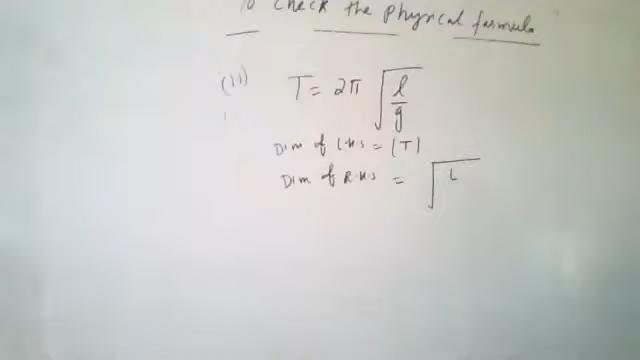 To check the physical formula
(ii) T = 2π √(l/g)
Dim of L.H.S = [T]
Dim of R.H.S = √L